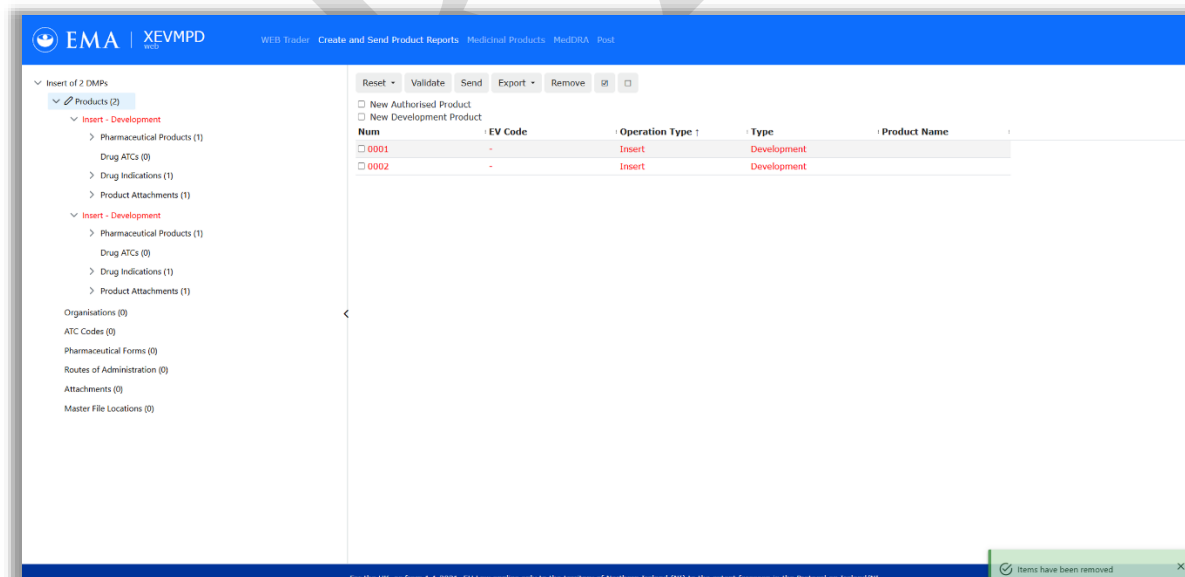 EMA | XEVMPD web
WEB Trader Create and Send Product Reports Medicinal Products MedDRA Post
Insert of 2 DMPs
Products (2)
Insert - Development
Pharmaceutical Products (1)
Drug ATCs (0)
Drug Indications (1)
Product Attachments (1)
Insert - Development
Pharmaceutical Products (1)
Drug ATCs (0)
Drug Indications (1)
Product Attachments (1)
Organisations (0)
ATC Codes (0)
Pharmaceutical Forms (0)
Routes of Administration (0)
Attachments (0)
Master File Locations (0)
Reset Validate Send Export Remove
New Authorised Product
New Development Product
Num EV Code Operation Type ↑ Type Product Name
0001 - Insert Development
0002 - Insert Development
Items have been removed